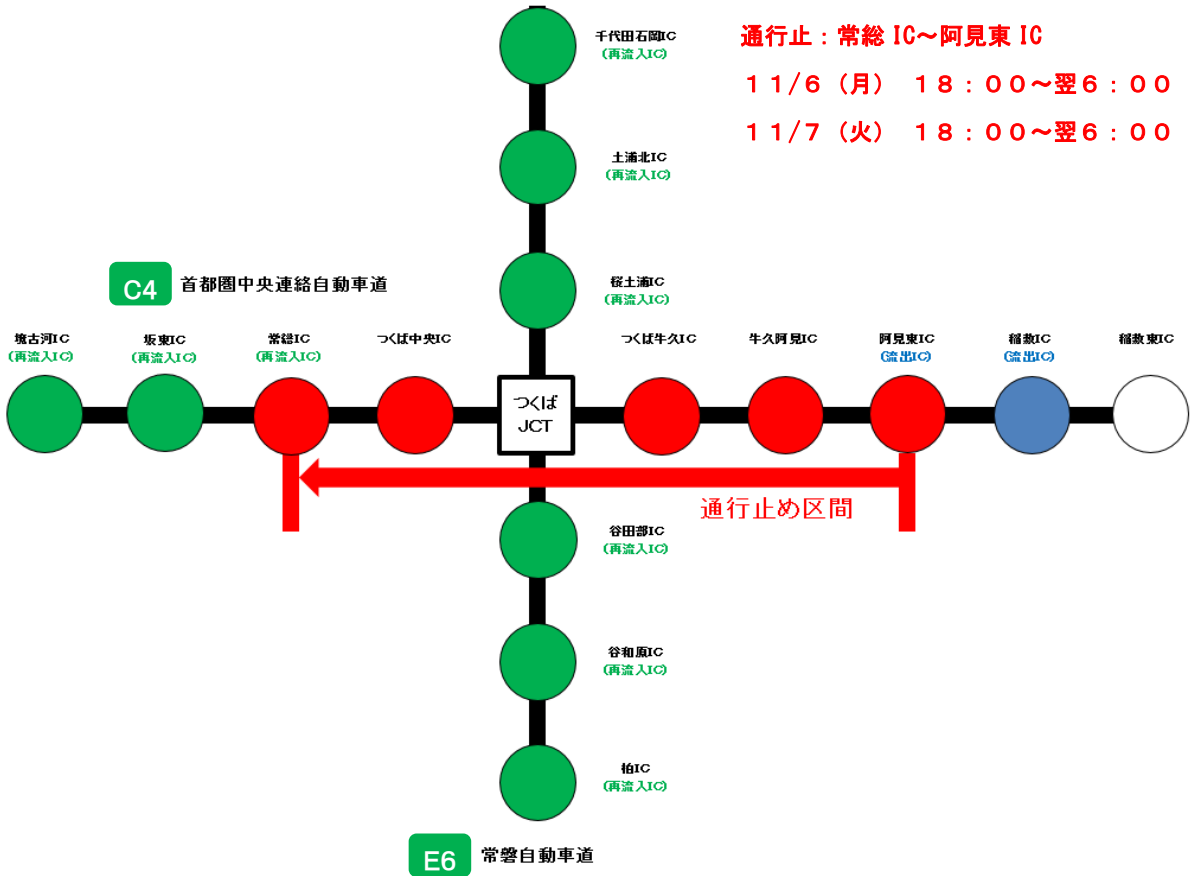 千代田石岡IC
(再流入IC)
通行止：常総IC～阿見東IC
１１/６（月）　１８：００～翌６：００
１１/７（火）　１８：００～翌６：００
土浦北IC
(再流入IC)
C4 首都圏中央連絡自動車道
桜土浦IC
(再流入IC)
境古河IC
(再流入IC)
坂東IC
(再流入IC)
常総IC
(再流入IC)
つくば中央IC
つくば牛久IC
牛久阿見IC
阿見東IC
(流出IC)
稲敷IC
(流出IC)
稲敷東IC
つくば
JCT
通行止め区間
谷田部IC
(再流入IC)
谷和原IC
(再流入IC)
柏IC
(再流入IC)
E6 常磐自動車道